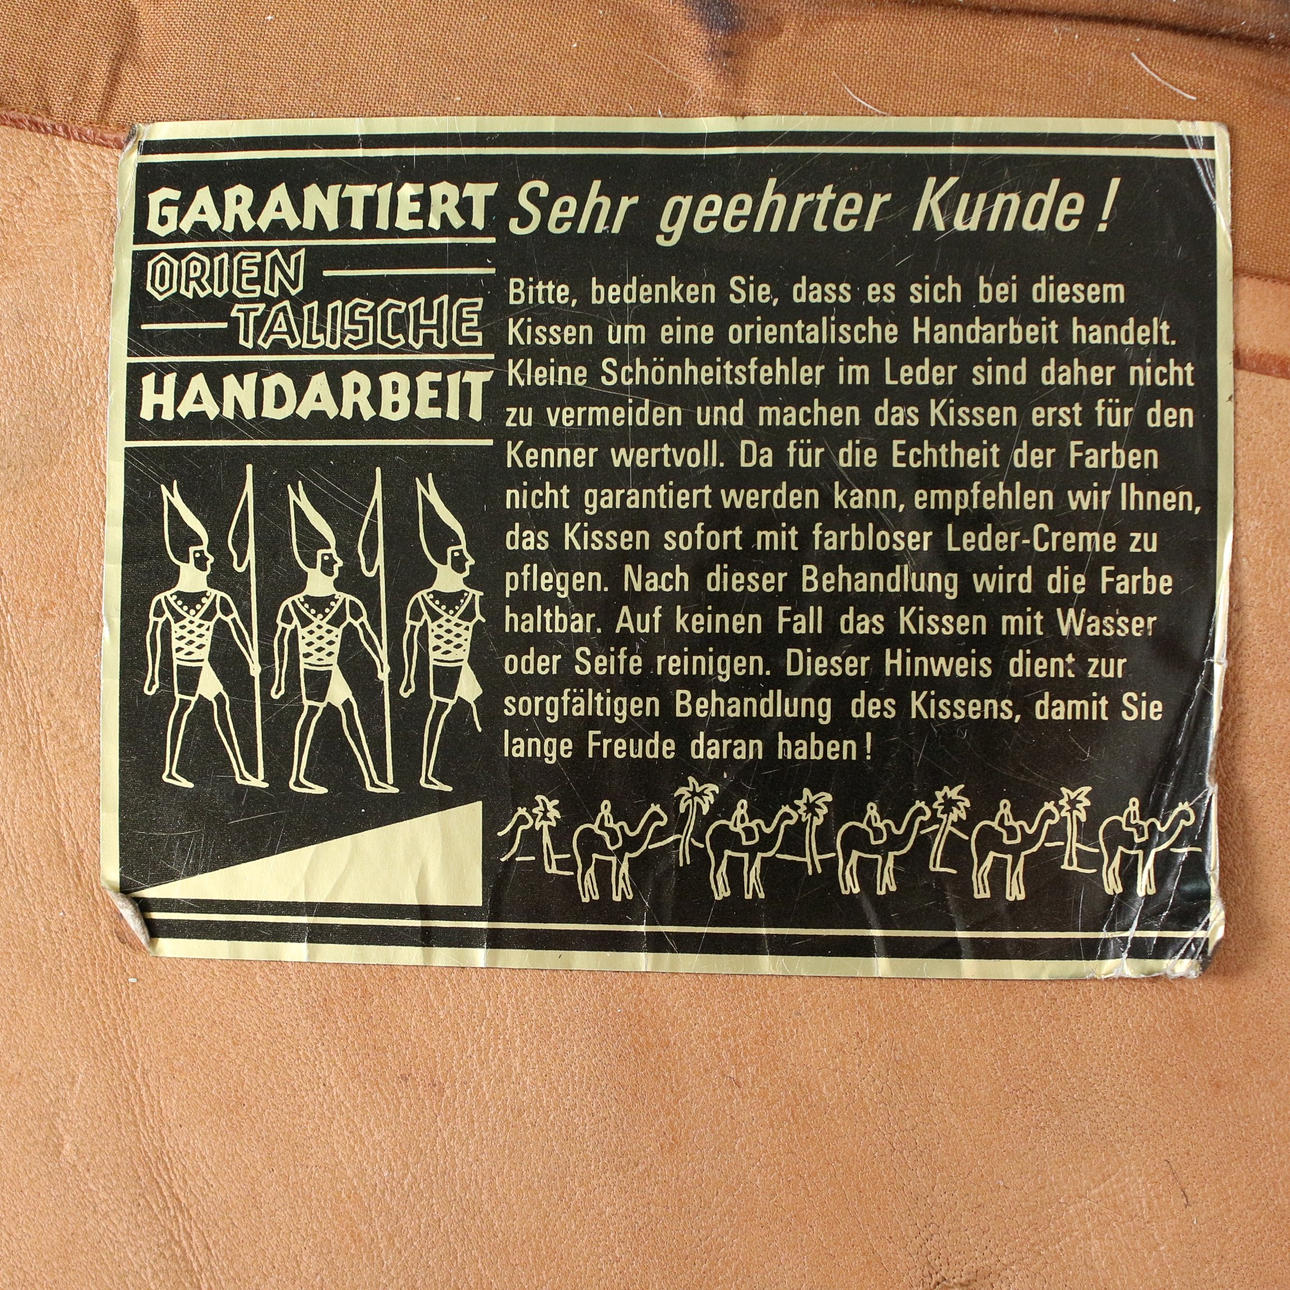 GARANTIERT
ORIEN
TALISCHE
HANDARBEIT
Sehr geehrter Kunde!
Bitte, bedenken Sie, dass es sich bei diesem
Kissen um eine orientalische Handarbeit handelt.
Kleine Schönheitsfehler im Leder sind daher nicht
zu vermeiden und machen das Kissen erst für den
Kenner wertvoll. Da für die Echtheit der Farben
nicht garantiert werden kann, empfehlen wir Ihnen,
das Kissen sofort mit farbloser Leder-Creme zu
pflegen. Nach dieser Behandlung wird die Farbe
haltbar. Auf keinen Fall das Kissen mit Wasser
oder Seife reinigen. Dieser Hinweis dient zur
sorgfältigen Behandlung des Kissens, damit Sie
lange Freude daran haben!